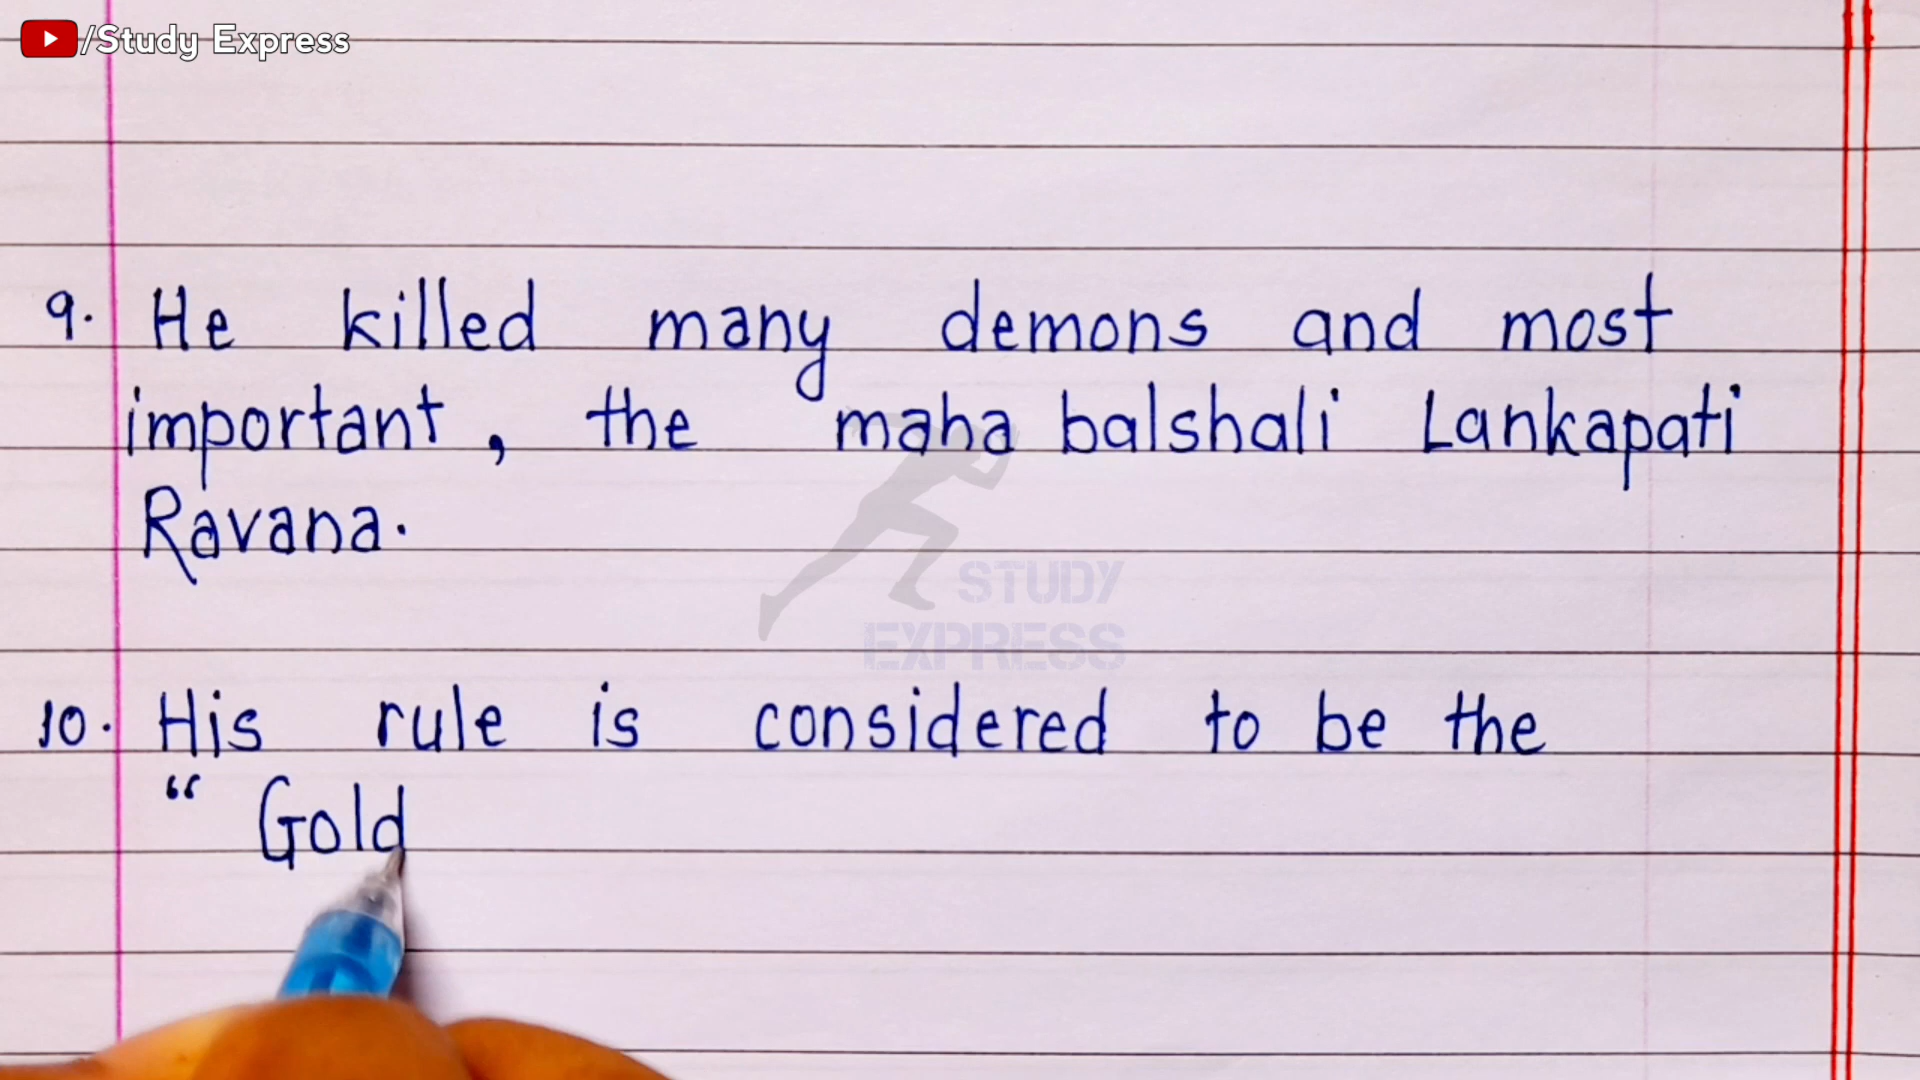 /Study Express
9. He killed many demons and most
important, the maha balshali Lankapati
Ravana.
STUDY
EXPRESS
10. His rule is considered to be the
“ Gold